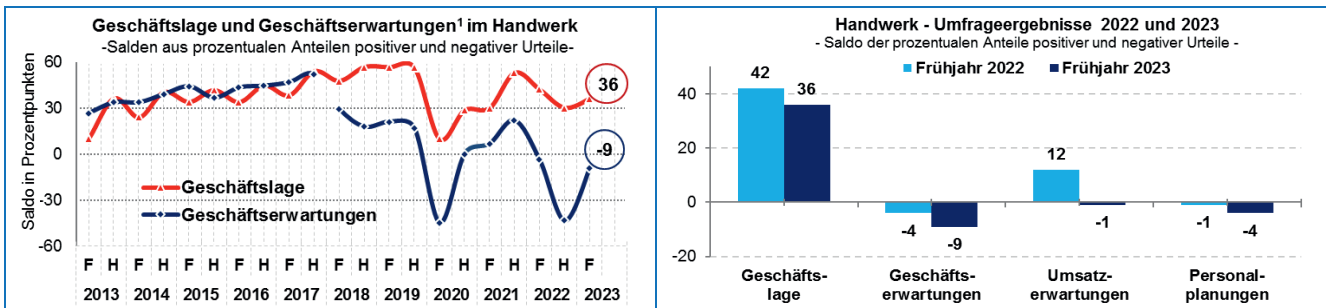 Geschäftslage und Geschäftserwartungen¹ im Handwerk
-Salden aus prozentualen Anteilen positiver und negativer Urteile-
Saldo in Prozentpunkten
60
30
0
-30
-60
36
-9
Geschäftslage
Geschäftserwartungen
F H F H F H F H F H F H F H F H F H F H F
2013 2014 2015 2016 2017 2018 2019 2020 2021 2022 2023
Handwerk - Umfrageergebnisse 2022 und 2023
- Saldo der prozentualen Anteile positiver und negativer Urteile -
Frühjahr 2022 Frühjahr 2023
40
20
0
-20
42
36
-4
-9
12
-1
-1
-4
Geschäfts-
lage
Geschäfts-
erwartungen
Umsatz-
erwartungen
Personal-
planungen